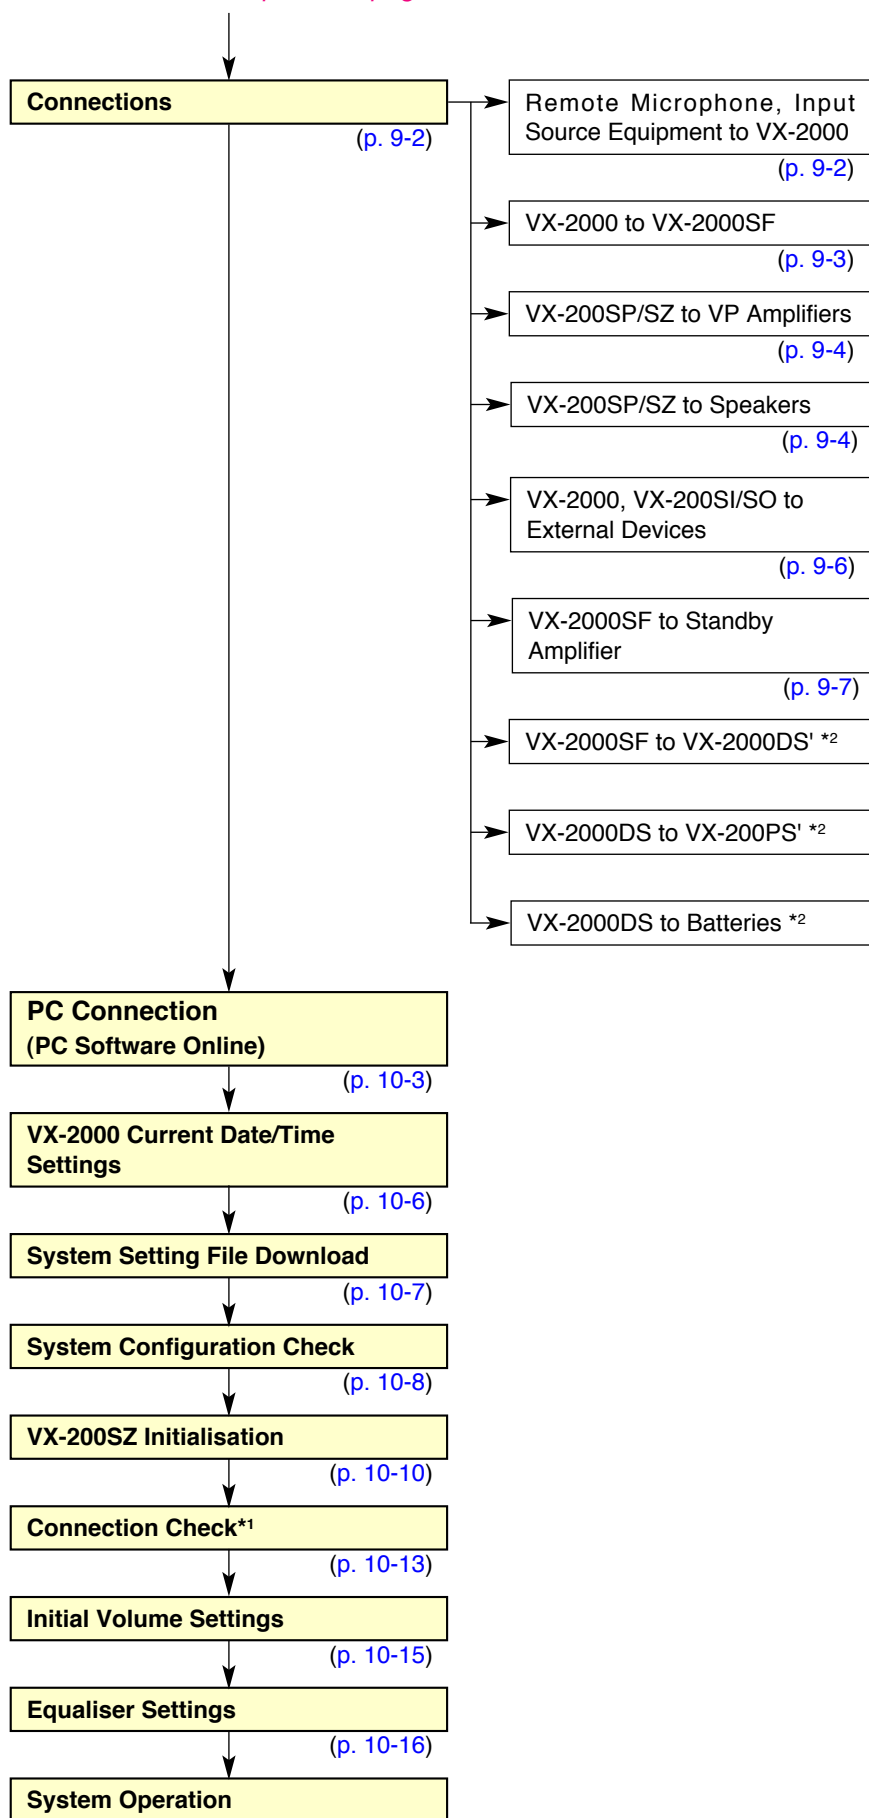 Connections
(p. 9-2)
Remote Microphone, Input
Source Equipment to VX-2000
(p. 9-2)
VX-2000 to VX-2000SF
(p. 9-3)
VX-200SP/SZ to VP Amplifiers
(p. 9-4)
VX-200SP/SZ to Speakers
(p. 9-4)
VX-2000, VX-200SI/SO to
External Devices
(p. 9-6)
VX-2000SF to Standby
Amplifier
(p. 9-7)
VX-2000SF to VX-2000DS' *2
VX-2000DS to VX-200PS' *2
VX-2000DS to Batteries *2
PC Connection
(PC Software Online)
(p. 10-3)
VX-2000 Current Date/Time
Settings
(p. 10-6)
System Setting File Download
(p. 10-7)
System Configuration Check
(p. 10-8)
VX-200SZ Initialisation
(p. 10-10)
Connection Check*1
(p. 10-13)
Initial Volume Settings
(p. 10-15)
Equaliser Settings
(p. 10-16)
System Operation